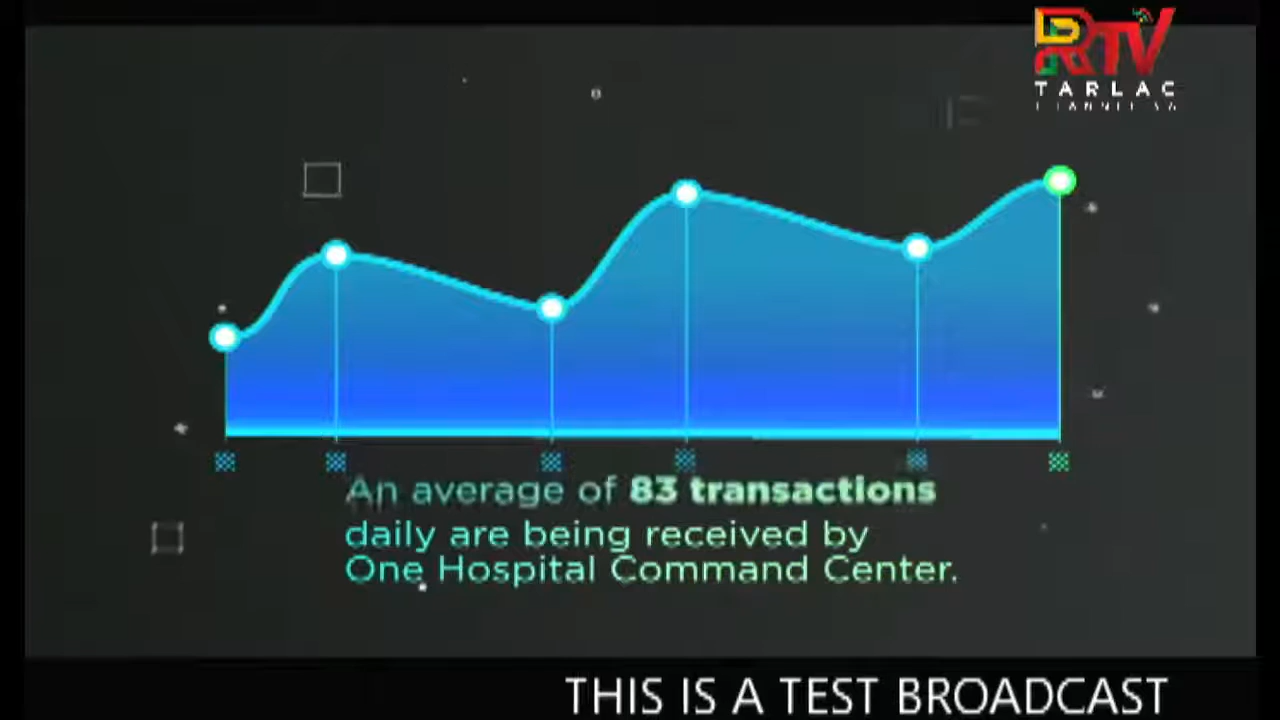 RTV
TARLAC
An average of 83 transactions
daily are being received by
One Hospital Command Center.
THIS IS A TEST BROADCAST